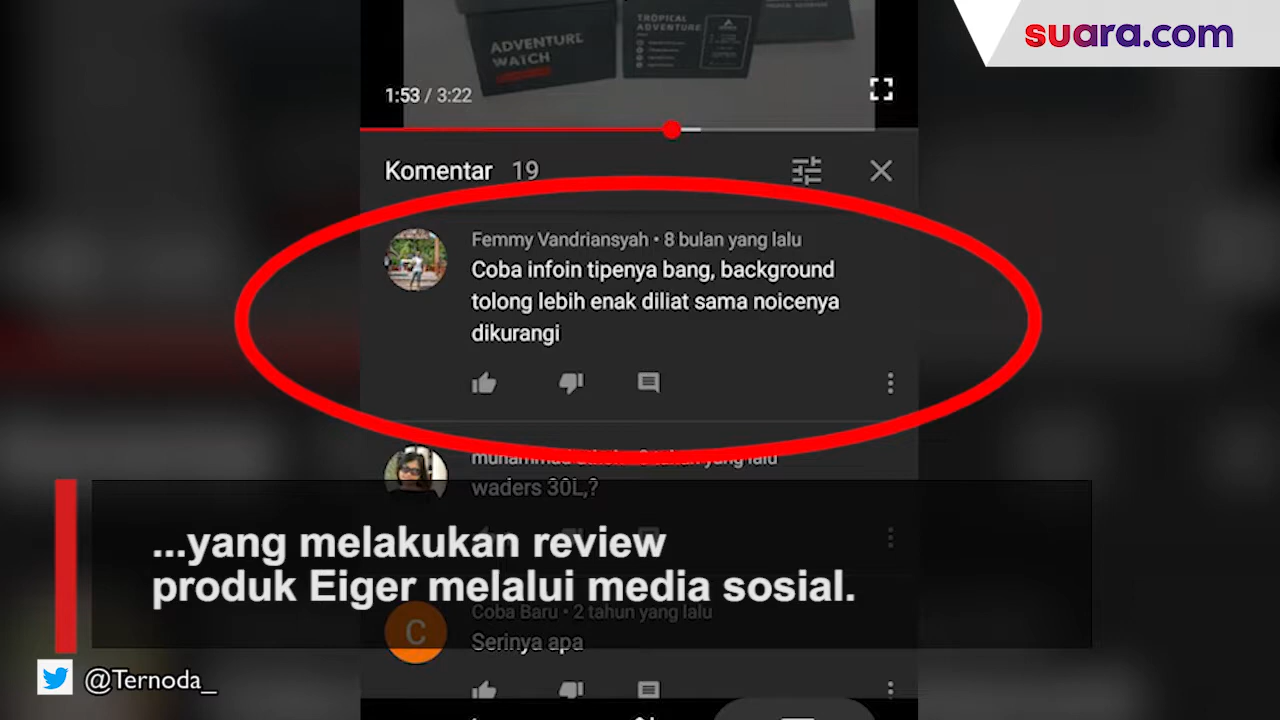 suara.com
ADVENTURE
WATCH
TROPICAL
ADVENTURE
1:53 / 3:22
Komentar 19
Femmy Vandriansyah • 8 bulan yang lalu
Coba infoin tipenya bang, background
tolong lebih enak diliat sama noicenya
dikurangi
yang lalu
waders 30L,?
...yang melakukan review
produk Eiger melalui media sosial.
C
Coba Baru • 2 tahun yang lalu
Serinya apa
@Ternoda_